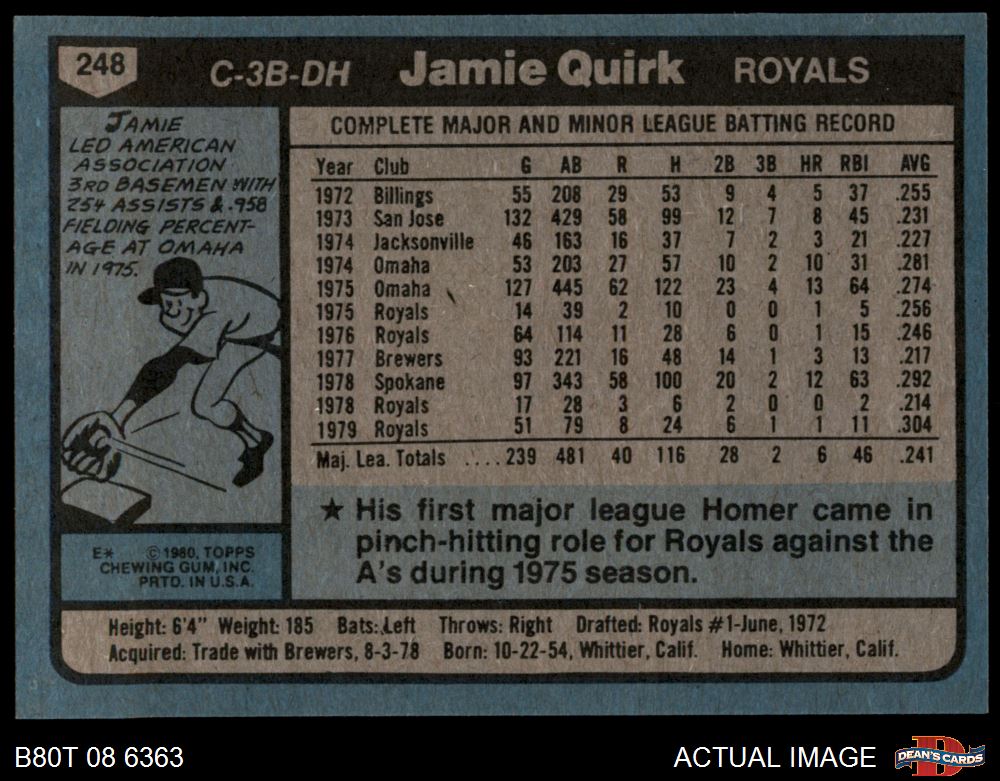 248 C-3B-DH Jamie Quirk ROYALS
JAMIE
LED AMERICAN
ASSOCIATION
3RD BASEMEN WITH
254 ASSISTS & .958
FIELDING PERCENT-
AGE AT OMAHA
IN 1975.
COMPLETE MAJOR AND MINOR LEAGUE BATTING RECORD
Year Club G AB R H 2B 3B HR RBI AVG
1972 Billings 55 208 29 53 9 4 5 37 .255
1973 San Jose 132 429 58 99 12 7 8 45 .231
1974 Jacksonville 46 163 16 37 7 2 3 21 .227
1974 Omaha 53 203 27 57 10 2 10 31 .281
1975 Omaha 127 445 62 122 23 4 13 64 .274
1975 Royals 14 39 2 10 0 0 1 5 .256
1976 Royals 64 114 11 28 6 0 1 15 .246
1977 Brewers 93 221 16 48 14 1 3 13 .217
1978 Spokane 97 343 58 100 20 2 12 63 .292
1978 Royals 17 28 3 6 2 0 0 2 .214
1979 Royals 51 79 8 24 6 1 1 11 .304
Maj. Lea. Totals ....239 481 40 116 28 2 6 46 .241
★ His first major league Homer came in
pinch-hitting role for Royals against the
A's during 1975 season.
E* © 1980, TOPPS
CHEWING GUM, INC.
PRTD. IN U.S.A.
Height: 6'4" Weight: 185 Bats: Left Throws: Right Drafted: Royals #1-June, 1972
Acquired: Trade with Brewers, 8-3-78 Born: 10-22-54, Whittier, Calif. Home: Whittier, Calif.
B80T 08 6363 ACTUAL IMAGE DEAN'S CARDS